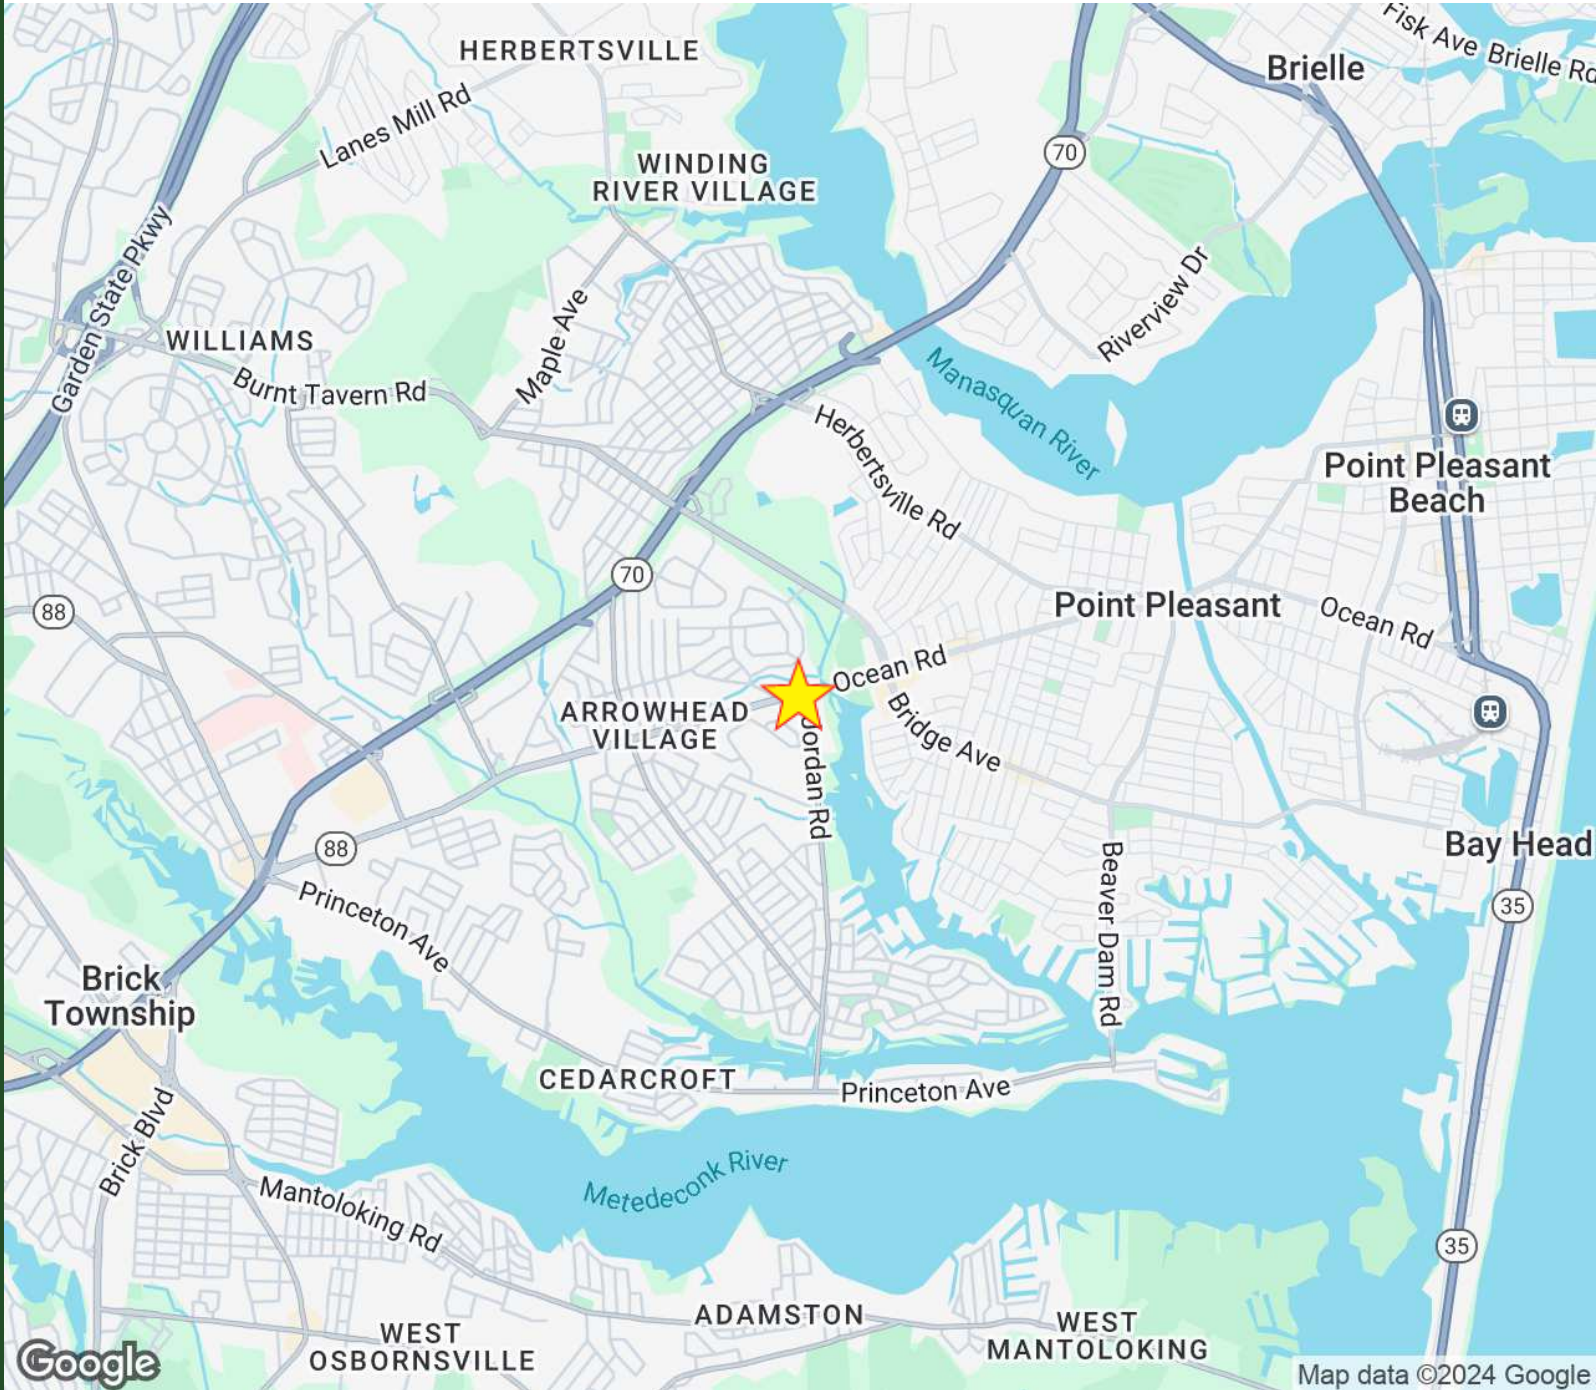 Fisk Ave
Brielle Rd
HERBERTSVILLE
Brielle
Lanes Mill Rd
WINDING
RIVER VILLAGE
70
Garden State Pkwy
Riverview Dr
Maple Ave
WILLIAMS
Burnt Tavern Rd
Manasquan River
Herbertsville Rd
Point Pleasant
Beach
70
88
Point Pleasant
Ocean Rd
Ocean Rd
ARROWHEAD
VILLAGE
Bridge Ave
Jordan Rd
88
Bay Head
Beaver Dam Rd
35
Princeton Ave
Brick
Township
CEDARCROFT
Princeton Ave
Brick Blvd
Metedeconk River
Mantoloking Rd
35
ADAMSTON
WEST
OSBORNSVILLE
WEST
MANTOLOKING
Google
Map data ©2024 Google